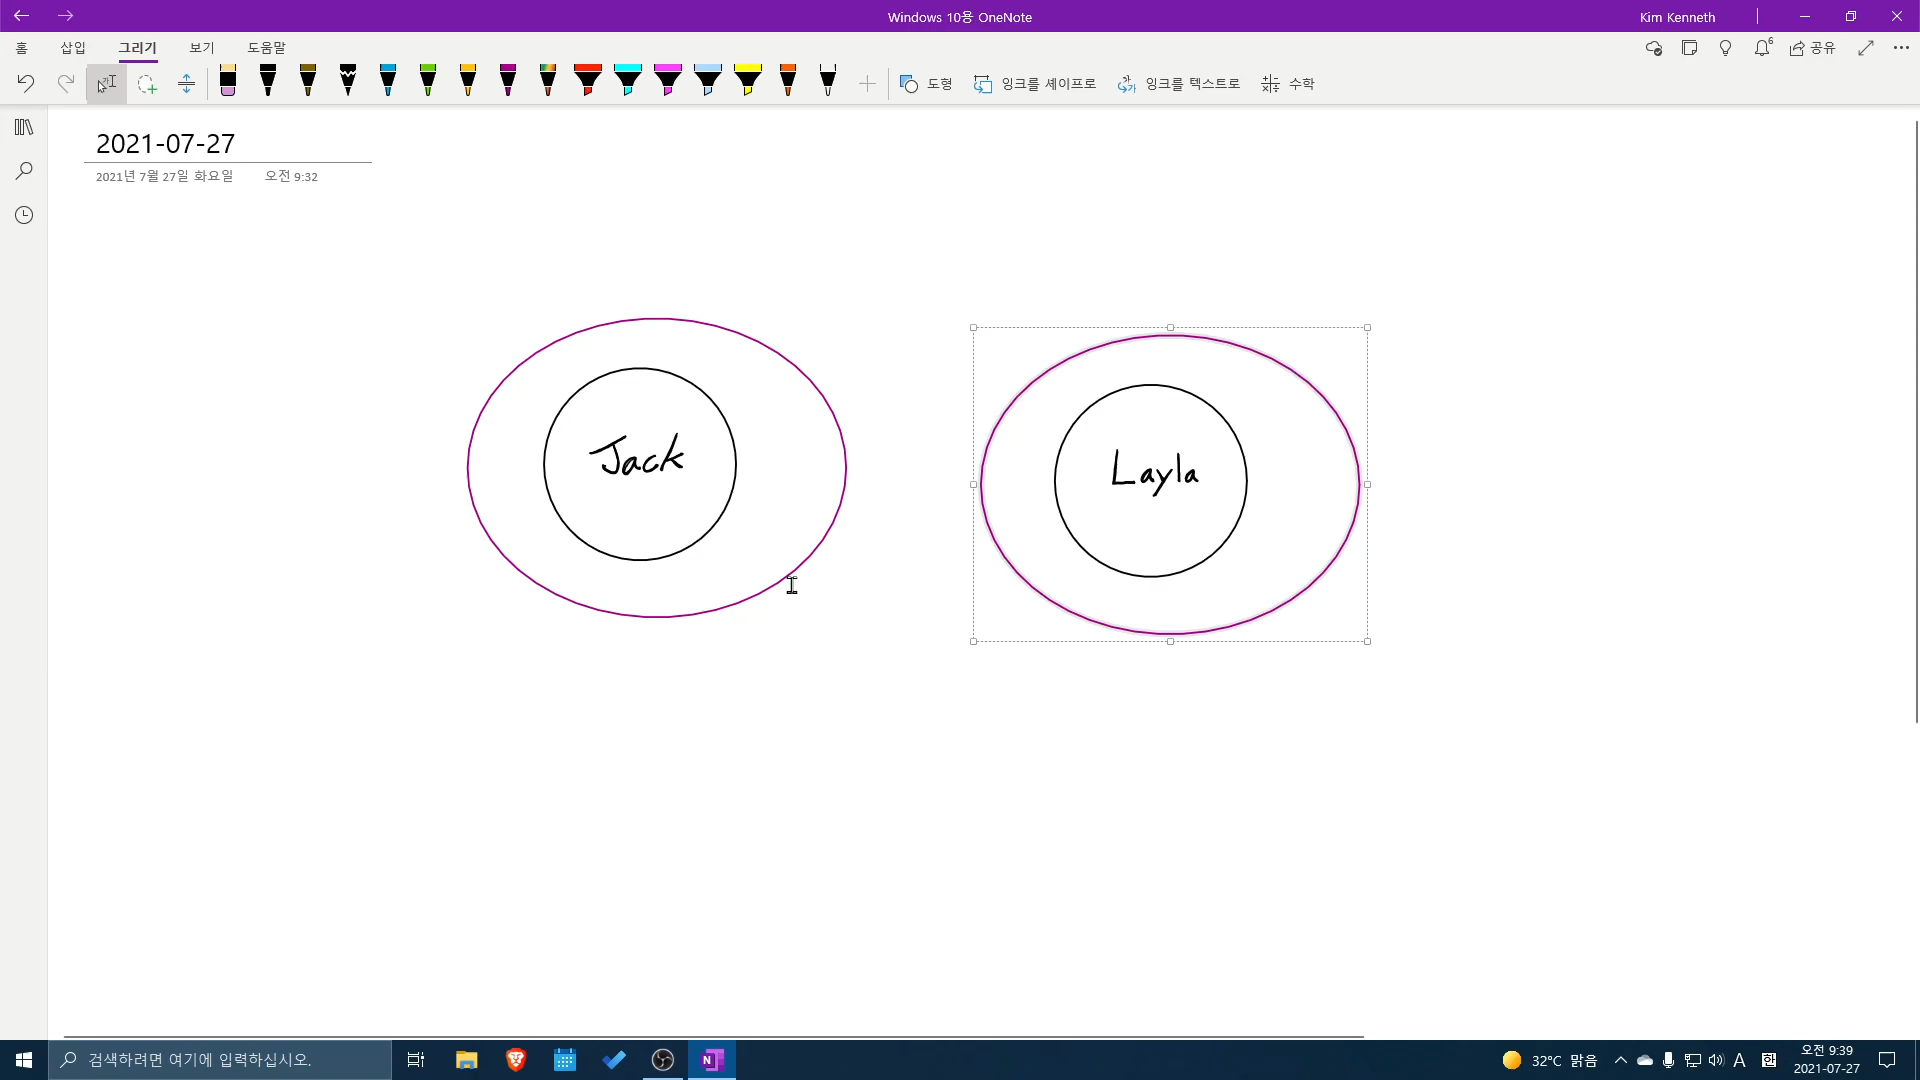 Windows 10용 OneNote
Kim Kenneth
홈 삽입 그리기 보기 도움말
6 공유
도형 잉크를 셰이프로 가 잉크를 텍스트로 수학
2021-07-27
2021년 7월 27일 화요일 오전 9:32
Jack
Layla
검색하려면 여기에 입력하십시오.
N
32°C 맑음
A 한
오전 9:39
2021-07-27